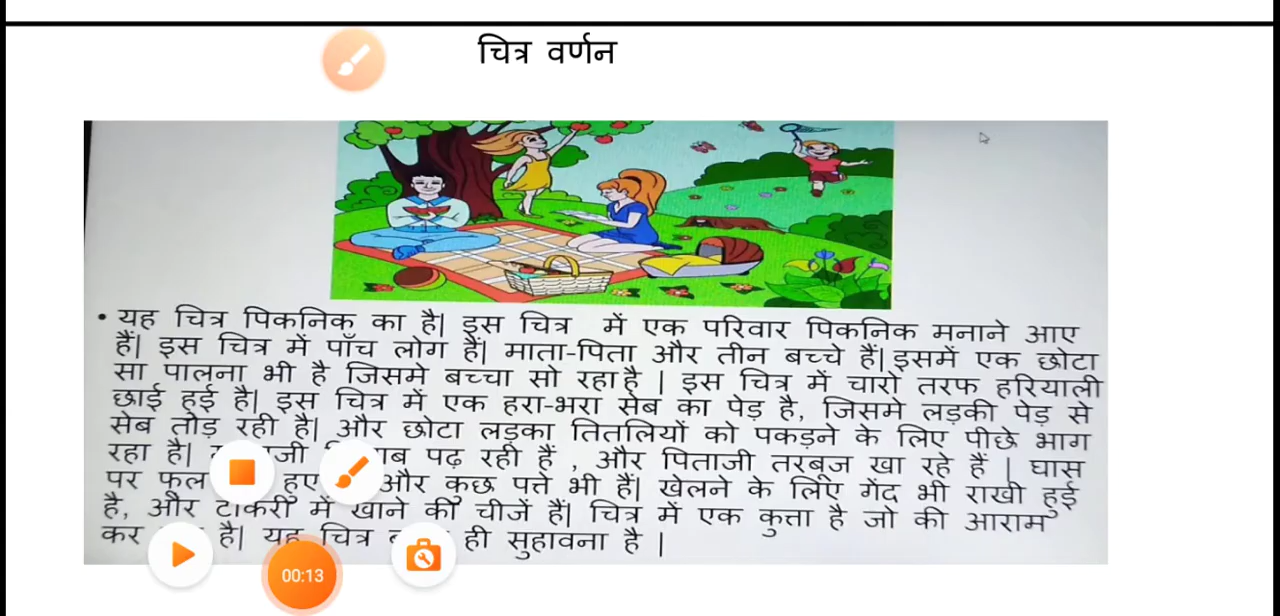 चित्र वर्णन
• यह चित्र पिकनिक का है| इस चित्र में एक परिवार पिकनिक मनाने आए
हैं| इस चित्र में पाँच लोग हैं| माता-पिता और तीन बच्चे हैं| इसमें एक छोटा
सा पालना भी है जिसमे बच्चा सो रहा है | इस चित्र में चारो तरफ हरियाली
छाई हुई है| इस चित्र में एक हरा-भरा सेब का पेड़ है, जिसमे लड़की पेड़ से
सेब तोड़ रही है| और छोटा लड़का तितलियों को पकड़ने के लिए पीछे भाग
रहा है| पढ़ रही हैं , और पिताजी तरबूज खा रहे हैं | घास
पर फूल हुए और कुछ पत्ते भी हैं| खेलने के लिए गेंद भी राखी हुई
है, और टोकरी में खाने की चीजें हैं| चित्र में एक कुत्ता है जो की आराम
कर है| यह चित्र ही सुहावना है |
00:13